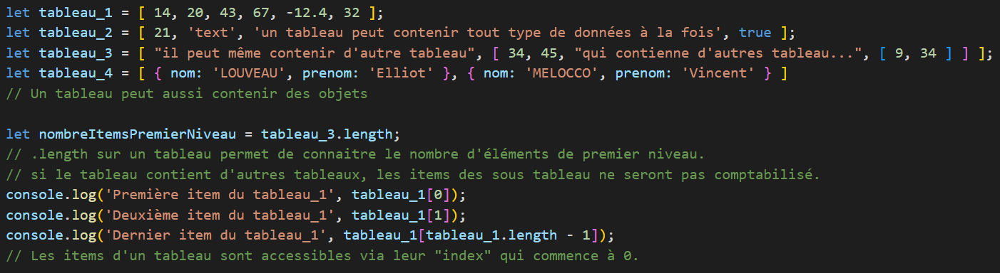 let tableau_1 = [ 14, 20, 43, 67, -12.4, 32 ];
let tableau_2 = [ 21, 'text', 'un tableau peut contenir tout type de données à la fois', true ];
let tableau_3 = [ "il peut même contenir d'autre tableau", [ 34, 45, "qui contienne d'autres tableau...", [ 9, 34 ] ] ];
let tableau_4 = [ { nom: 'LOUVEAU', prenom: 'Elliot' }, { nom: 'MELOCCO', prenom: 'Vincent' } ]
// Un tableau peut aussi contenir des objets
let nombreItemsPremierNiveau = tableau_3.length;
// .length sur un tableau permet de connaitre le nombre d'éléments de premier niveau.
// si le tableau contient d'autres tableaux, les items des sous tableau ne seront pas comptabilisé.
console.log('Première item du tableau_1', tableau_1[0]);
console.log('Deuxième item du tableau_1', tableau_1[1]);
console.log('Dernier item du tableau_1', tableau_1[tableau_1.length - 1]);
// Les items d'un tableau sont accessibles via leur "index" qui commence à 0.